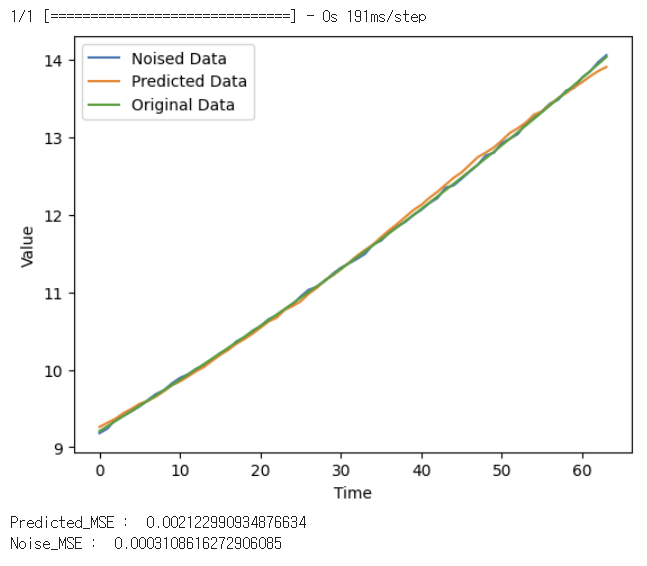 1/1 [==============================] - 0s 191ms/step
Noised Data
Predicted Data
Original Data
14
13
12
11
10
9
Value
0 10 20 30 40 50 60
Time
Predicted_MSE : 0.002122990934876634
Noise_MSE : 0.0003108616272906085